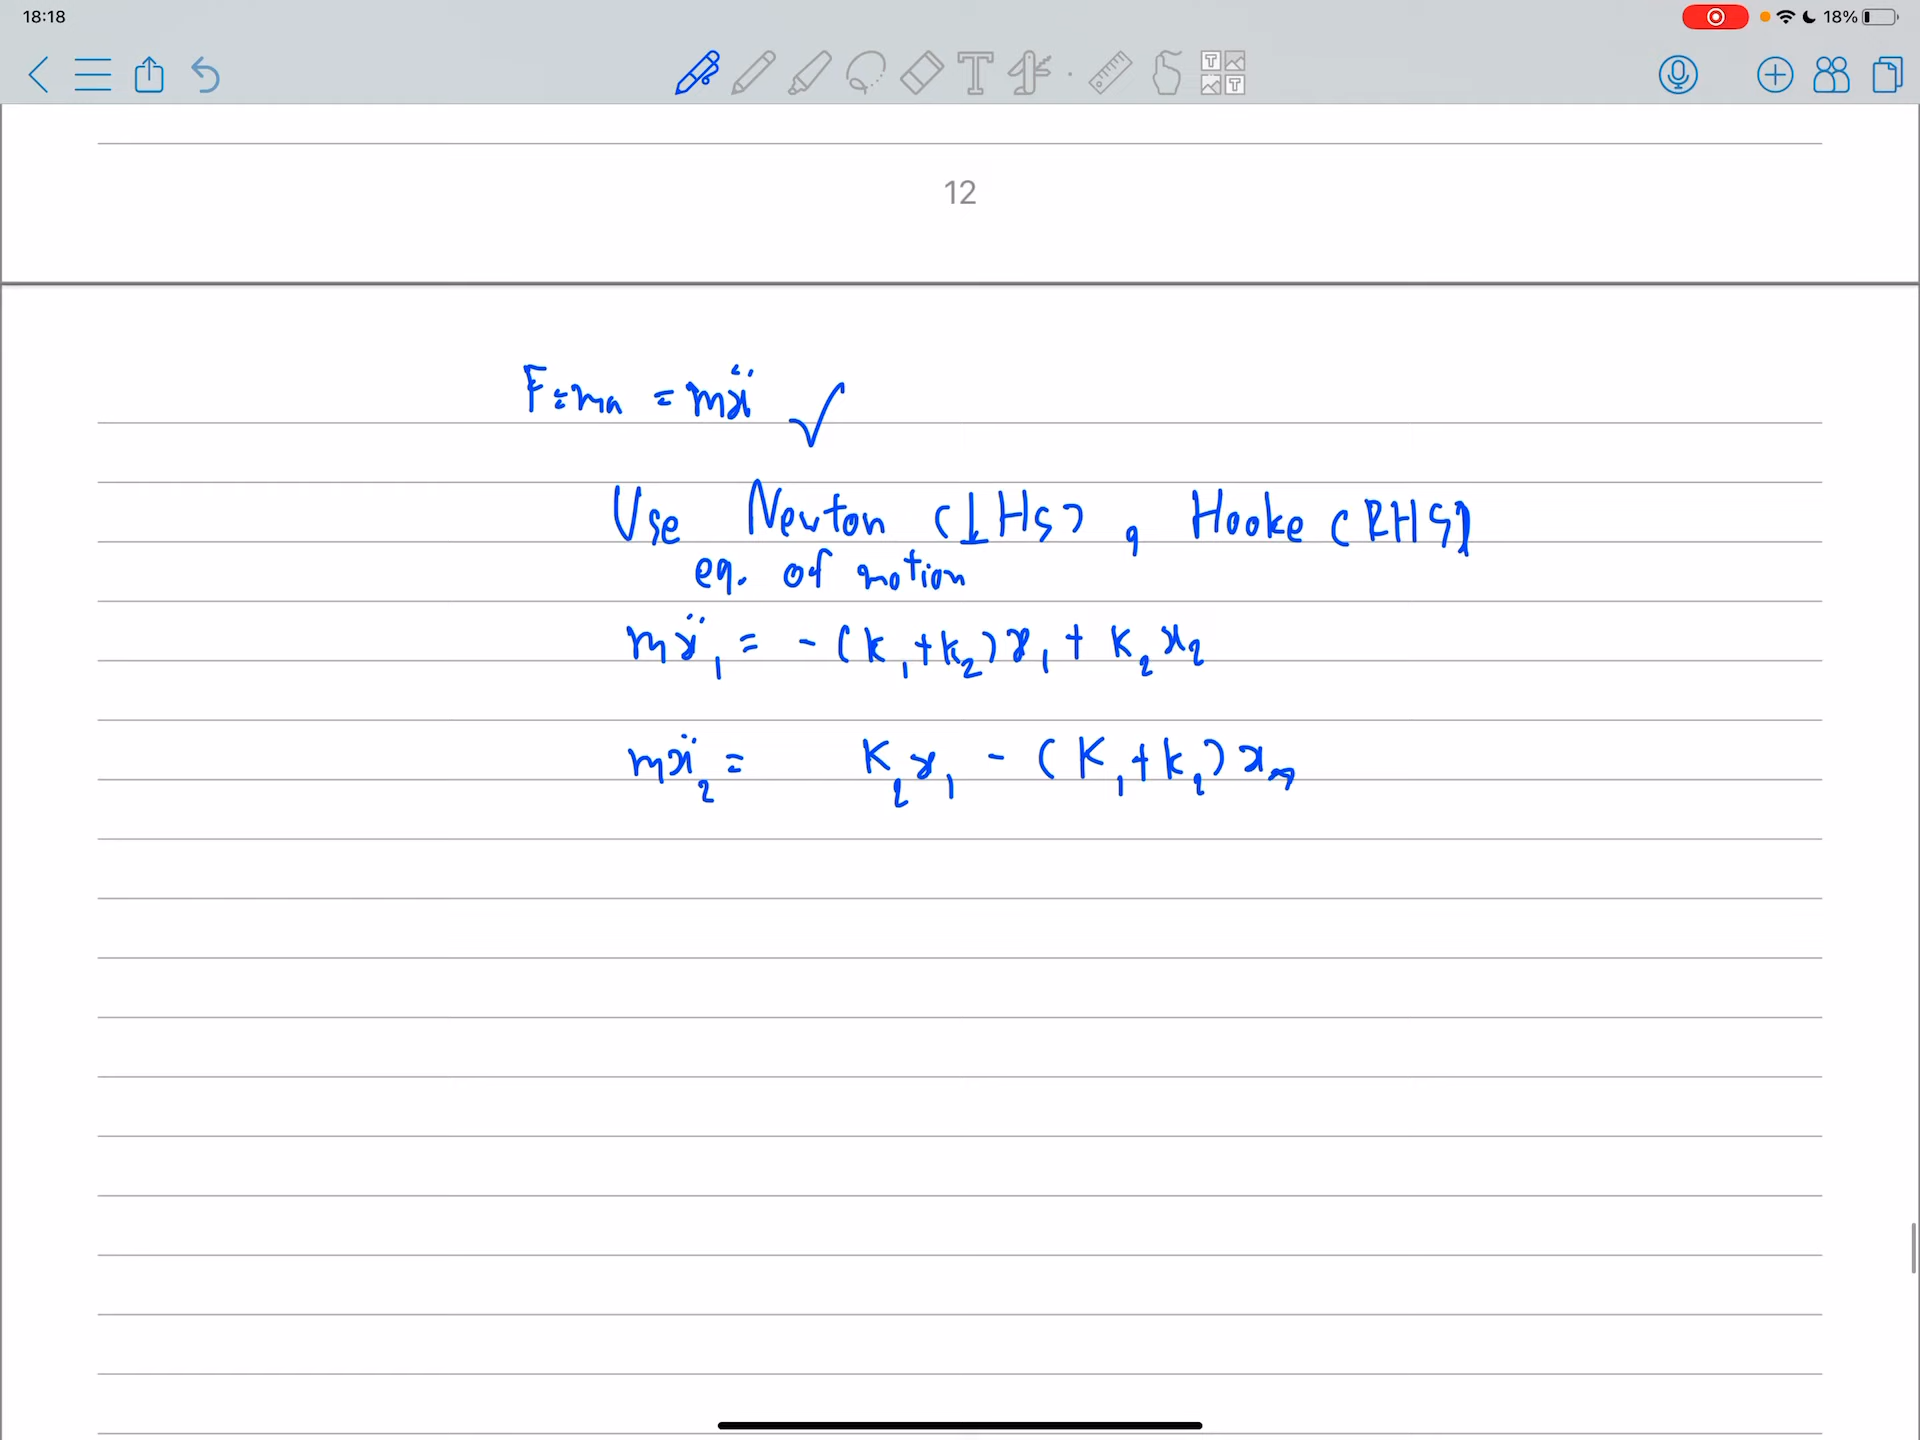 18:18
18%
12
F = ma = mẍ ✓
Use Newton (LHS), Hooke (RHS)
eq. of motion
mẍ₁ = -(k₁+k₂)x₁ + k₂x₂
mẍ₂ = k₂x₁ - (k₁+k₂)x₂